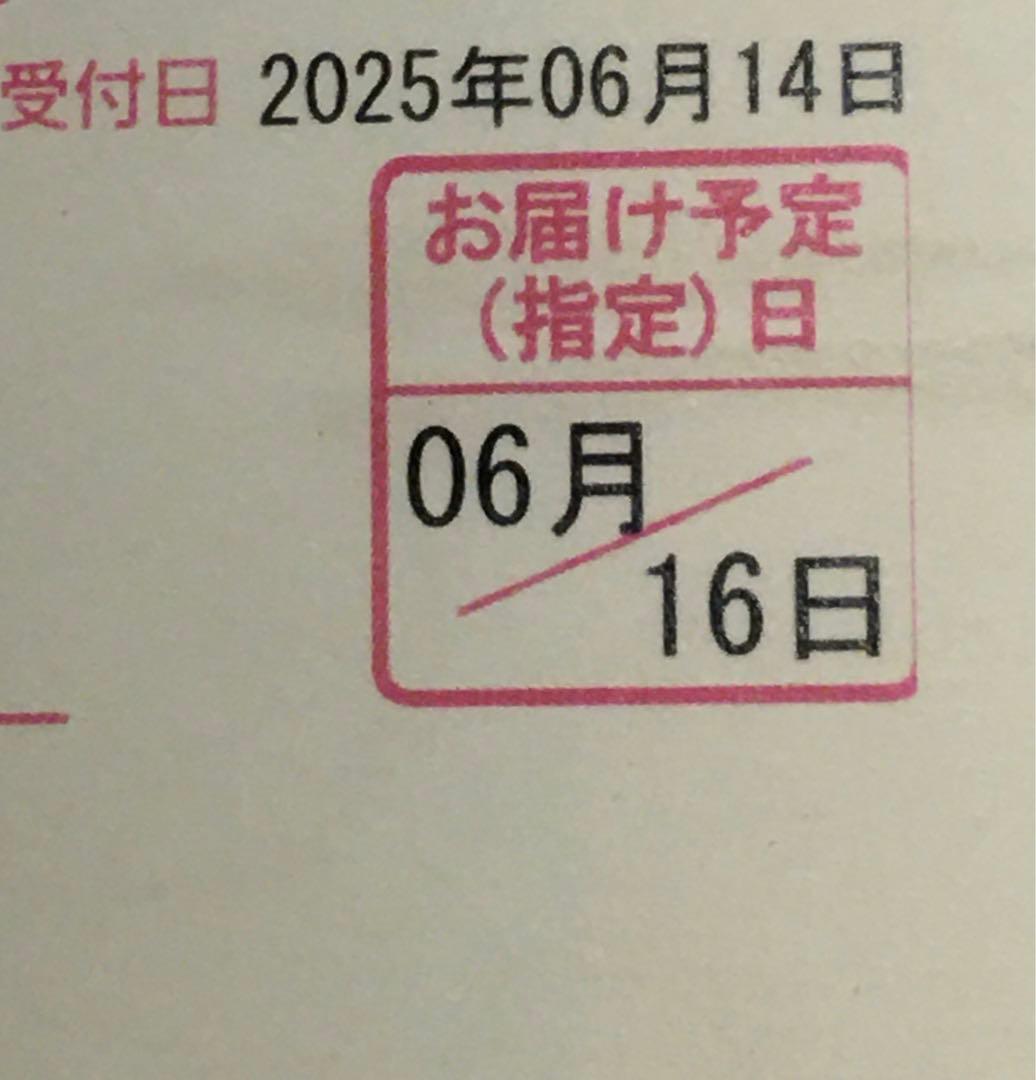 受付日 2025年06月14日
お届け予定
（指定）日
06月
16日